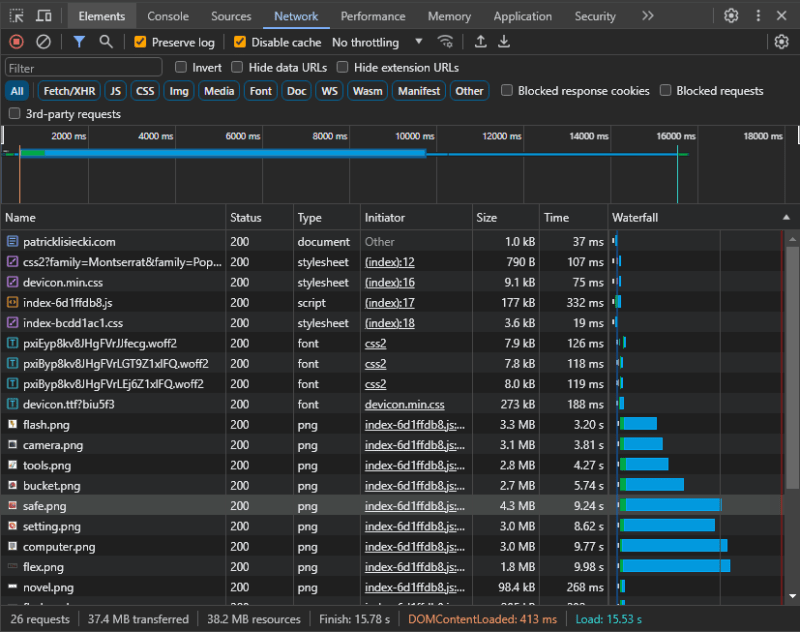 Elements Console Sources Network Performance Memory Application Security
Preserve log Disable cache No throttling
Filter Invert Hide data URLs Hide extension URLs
All Fetch/XHR JS CSS Img Media Font Doc WS Wasm Manifest Other Blocked response cookies Blocked requests
3rd-party requests
2000 ms 4000 ms 6000 ms 8000 ms 10000 ms 12000 ms 14000 ms 16000 ms 18000 ms
Name Status Type Initiator Size Time Waterfall
patricklisiecki.com 200 document Other 1.0 kB 37 ms
css2?family=Montserrat&family=Pop... 200 stylesheet (index):12 790 B 107 ms
devicon.min.css 200 stylesheet (index):16 9.1 kB 75 ms
index-6d1ffdb8.js 200 script (index):17 177 kB 332 ms
index-bcdd1ac1.css 200 stylesheet (index):18 3.6 kB 19 ms
pxiEyp8kv8JHgFVrJJfecg.woff2 200 font css2 7.9 kB 126 ms
pxiByp8kv8JHgFVrLGT9Z1xlFQ.woff2 200 font css2 7.8 kB 118 ms
pxiByp8kv8JHgFVrLEj6Z1xlFQ.woff2 200 font css2 8.0 kB 119 ms
devicon.ttf?biu5f3 200 font devicon.min.css 273 kB 188 ms
flash.png 200 png index-6d1ffdb8.js:... 3.3 MB 3.20 s
camera.png 200 png index-6d1ffdb8.js:... 3.1 MB 3.81 s
tools.png 200 png index-6d1ffdb8.js:... 2.8 MB 4.27 s
bucket.png 200 png index-6d1ffdb8.js:... 2.7 MB 5.74 s
safe.png 200 png index-6d1ffdb8.js:... 4.3 MB 9.24 s
setting.png 200 png index-6d1ffdb8.js:... 3.0 MB 8.62 s
computer.png 200 png index-6d1ffdb8.js:... 3.0 MB 9.77 s
flex.png 200 png index-6d1ffdb8.js:... 1.8 MB 9.98 s
novel.png 200 png index-6d1ffdb8.js:... 98.4 kB 268 ms
26 requests 37.4 MB transferred 38.2 MB resources Finish: 15.78 s DOMContentLoaded: 413 ms Load: 15.53 s